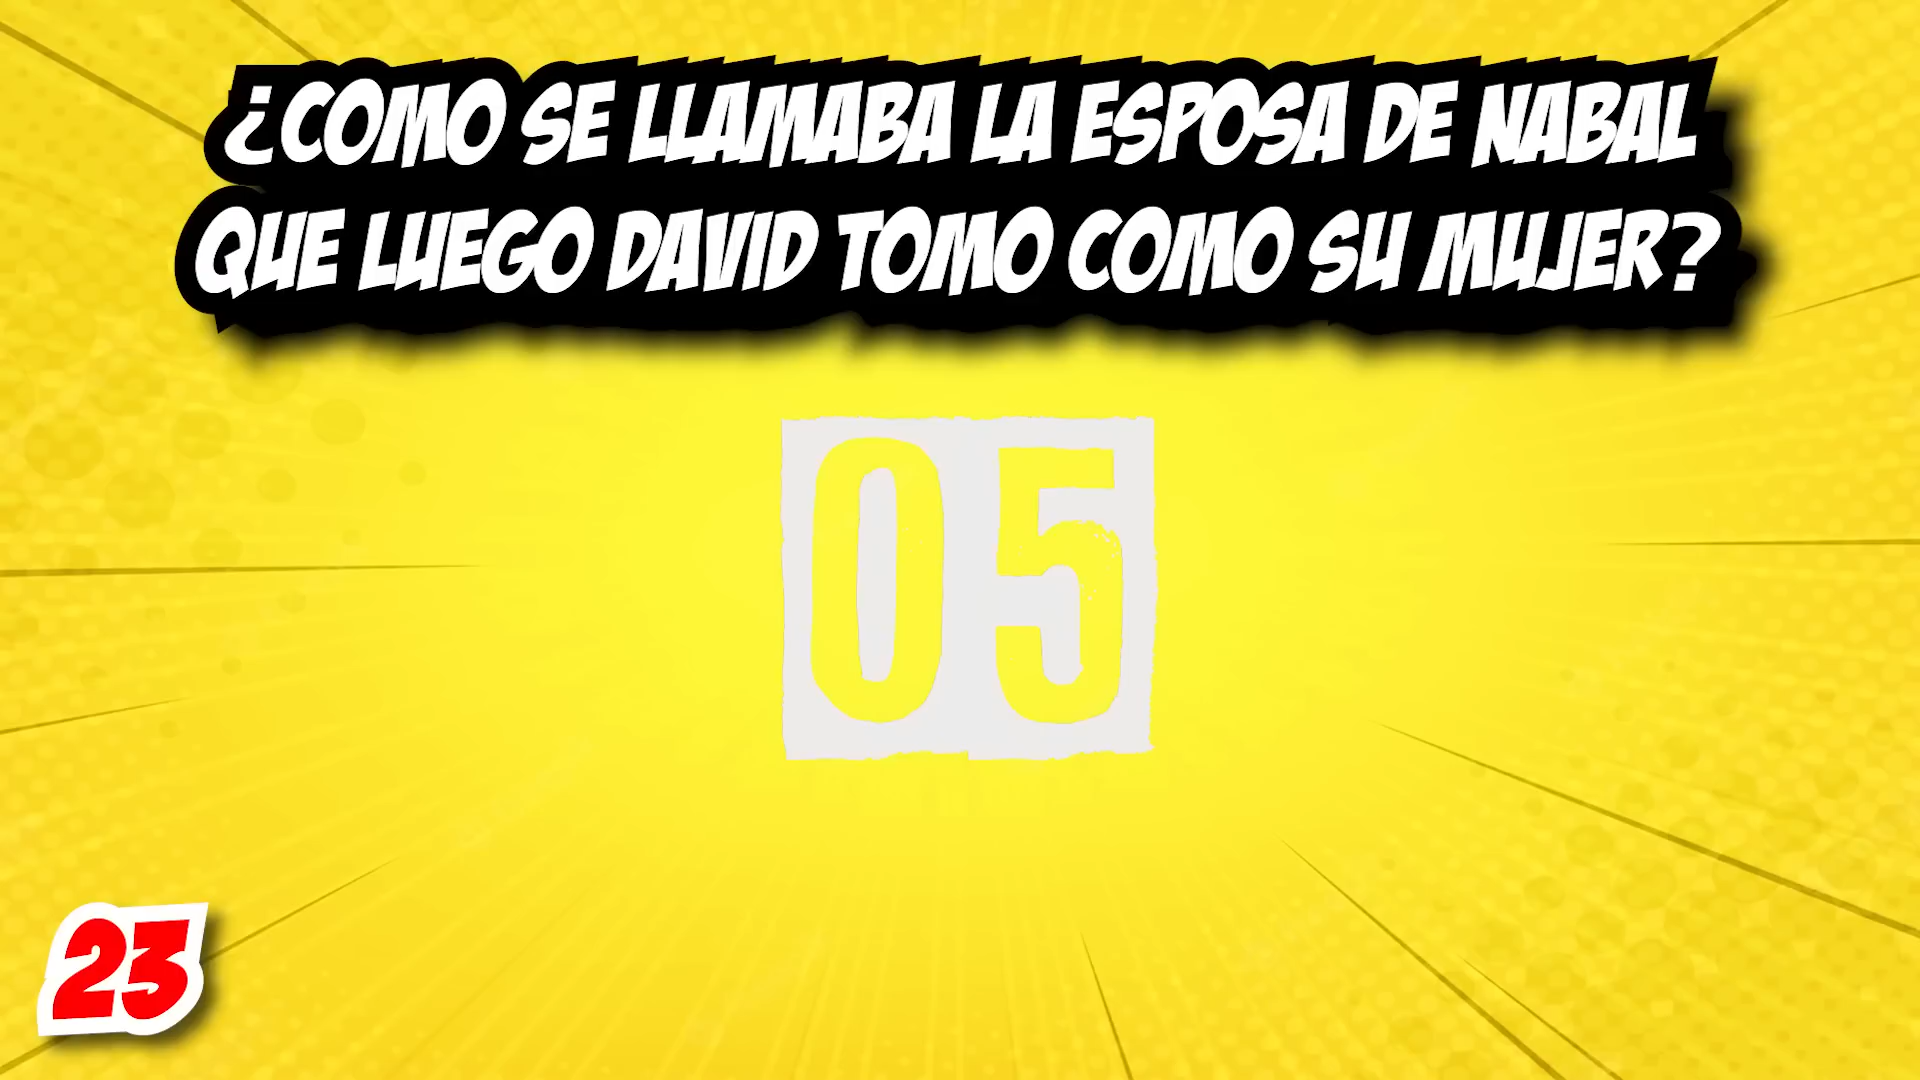 ¿COMO SE LLAMABA LA ESPOSA DE NABAL
QUE LUEGO DAVID TOMO COMO SU MUJER?
05
23